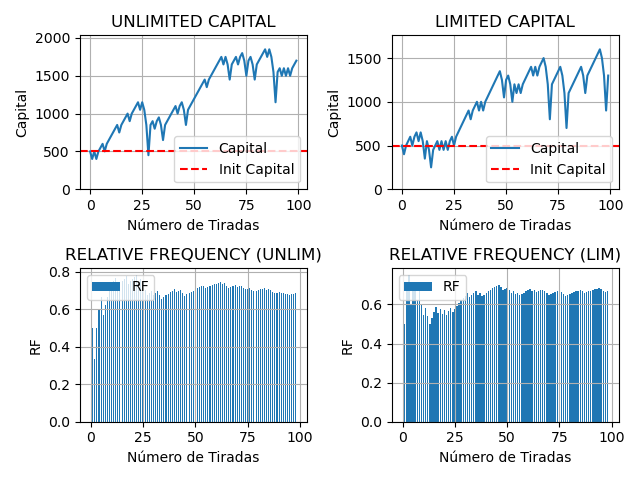 UNLIMITED CAPITAL
2000
1500
1000
500
0
Capital
Capital
Init Capital
0
25
50
75
100
Número de Tiradas
LIMITED CAPITAL
1500
1000
500
0
Capital
Capital
Init Capital
0
25
50
75
100
Número de Tiradas
RELATIVE FREQUENCY (UNLIM)
0.8
0.6
0.4
0.2
0.0
RF
RF
0
25
50
75
100
Número de Tiradas
RELATIVE FREQUENCY (LIM)
0.6
0.4
0.2
0.0
RF
RF
0
25
50
75
100
Número de Tiradas